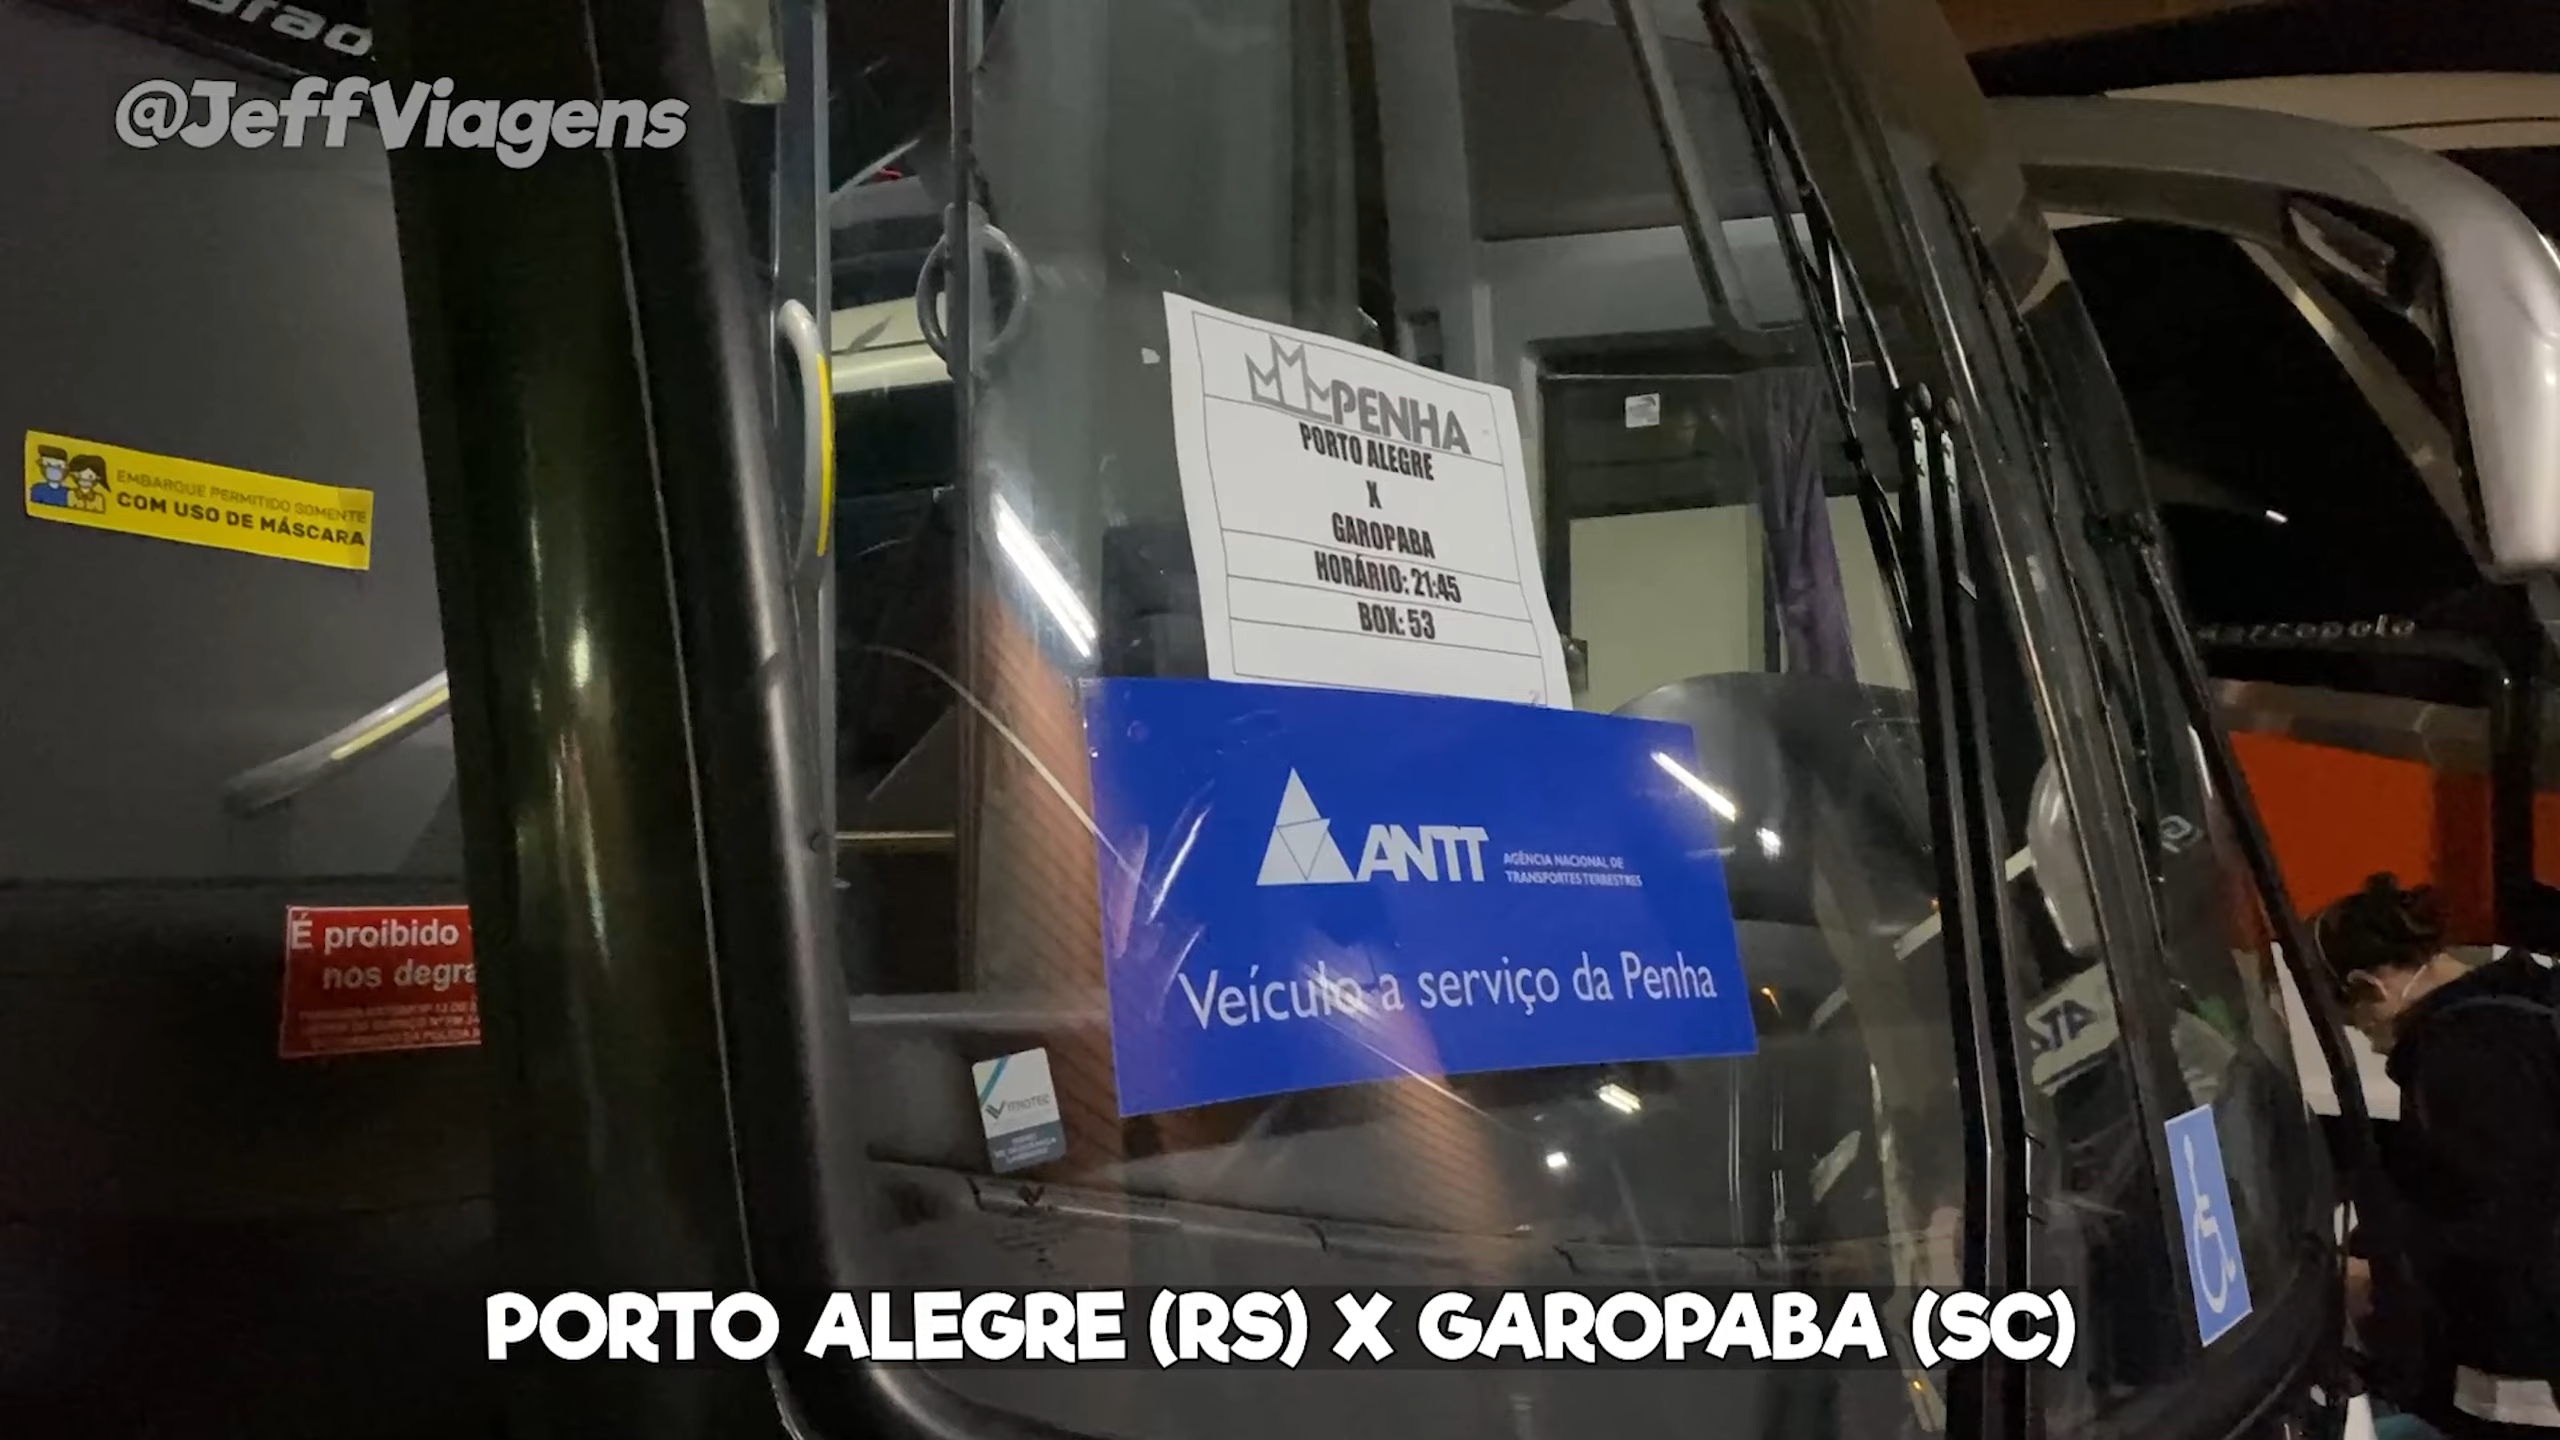 @JeffViagens
EMBARQUE PERMITIDO SOMENTE
COM USO DE MÁSCARA
É proibido
nos degra
PENHA
PORTO ALEGRE
X
GAROPABA
HORÁRIO: 21:45
BOX: 53
ANTT
AGÊNCIA NACIONAL DE
TRANSPORTES TERRESTRES
Veículo a serviço da Penha
Marcopolo
PORTO ALEGRE (RS) X GAROPABA (SC)